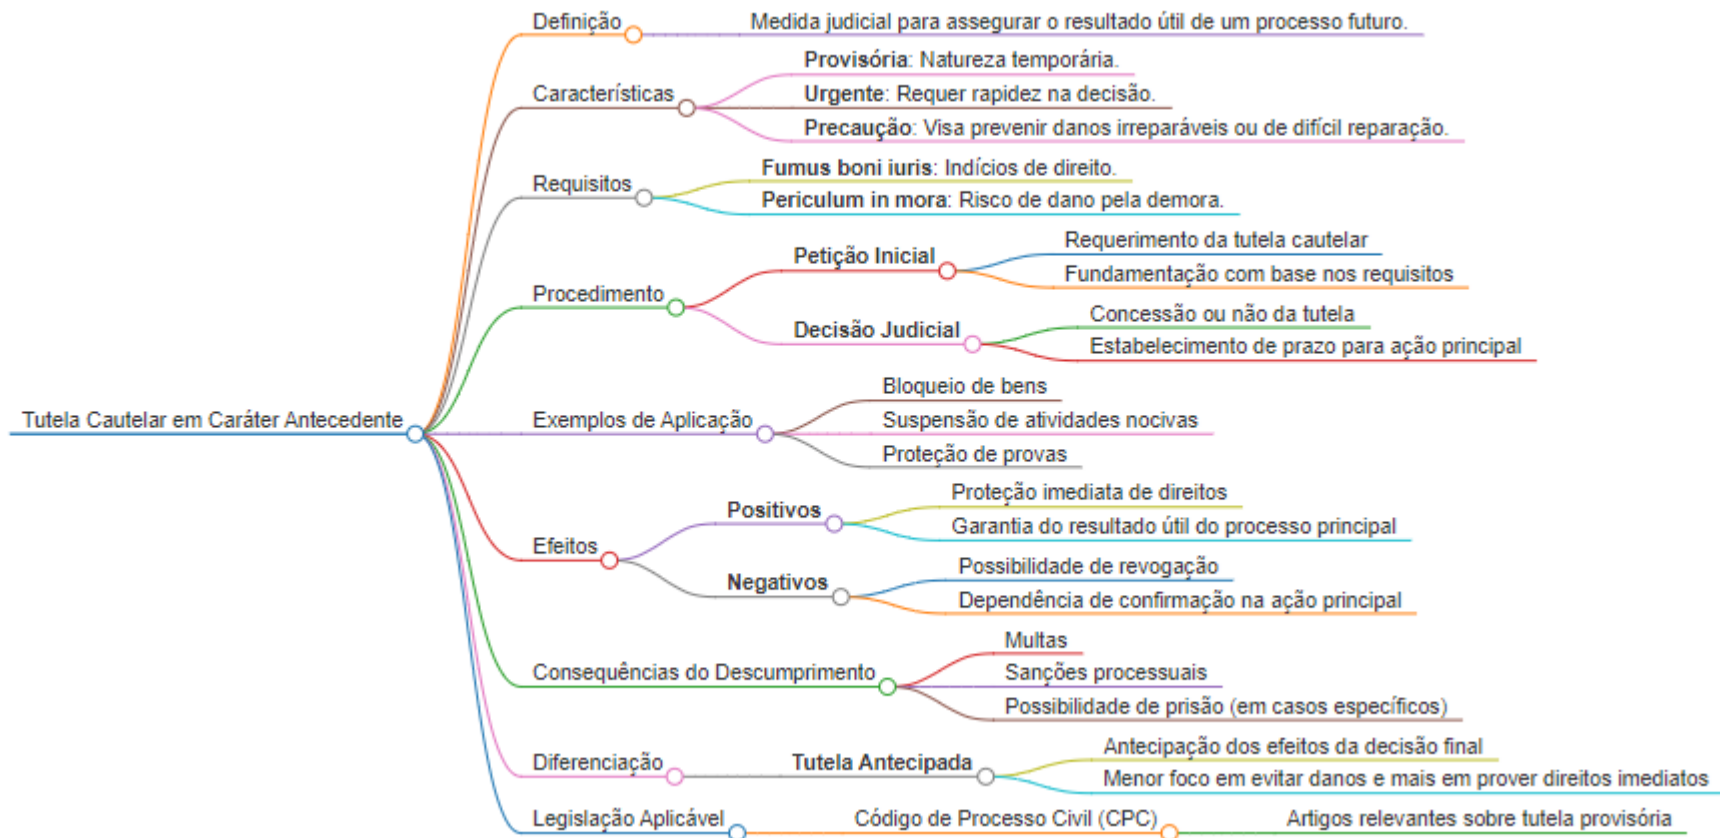 Definição
Medida judicial para assegurar o resultado útil de um processo futuro.
Características
Provisória: Natureza temporária.
Urgente: Requer rapidez na decisão.
Precaução: Visa prevenir danos irreparáveis ou de difícil reparação.
Requisitos
Fumus boni iuris: Indícios de direito.
Periculum in mora: Risco de dano pela demora.
Procedimento
Petição Inicial
Requerimento da tutela cautelar
Fundamentação com base nos requisitos
Decisão Judicial
Concessão ou não da tutela
Estabelecimento de prazo para ação principal
Tutela Cautelar em Caráter Antecedente
Exemplos de Aplicação
Bloqueio de bens
Suspensão de atividades nocivas
Proteção de provas
Efeitos
Positivos
Proteção imediata de direitos
Garantia do resultado útil do processo principal
Negativos
Possibilidade de revogação
Dependência de confirmação na ação principal
Consequências do Descumprimento
Multas
Sanções processuais
Possibilidade de prisão (em casos específicos)
Diferenciação
Tutela Antecipada
Antecipação dos efeitos da decisão final
Menor foco em evitar danos e mais em prover direitos imediatos
Legislação Aplicável
Código de Processo Civil (CPC)
Artigos relevantes sobre tutela provisória